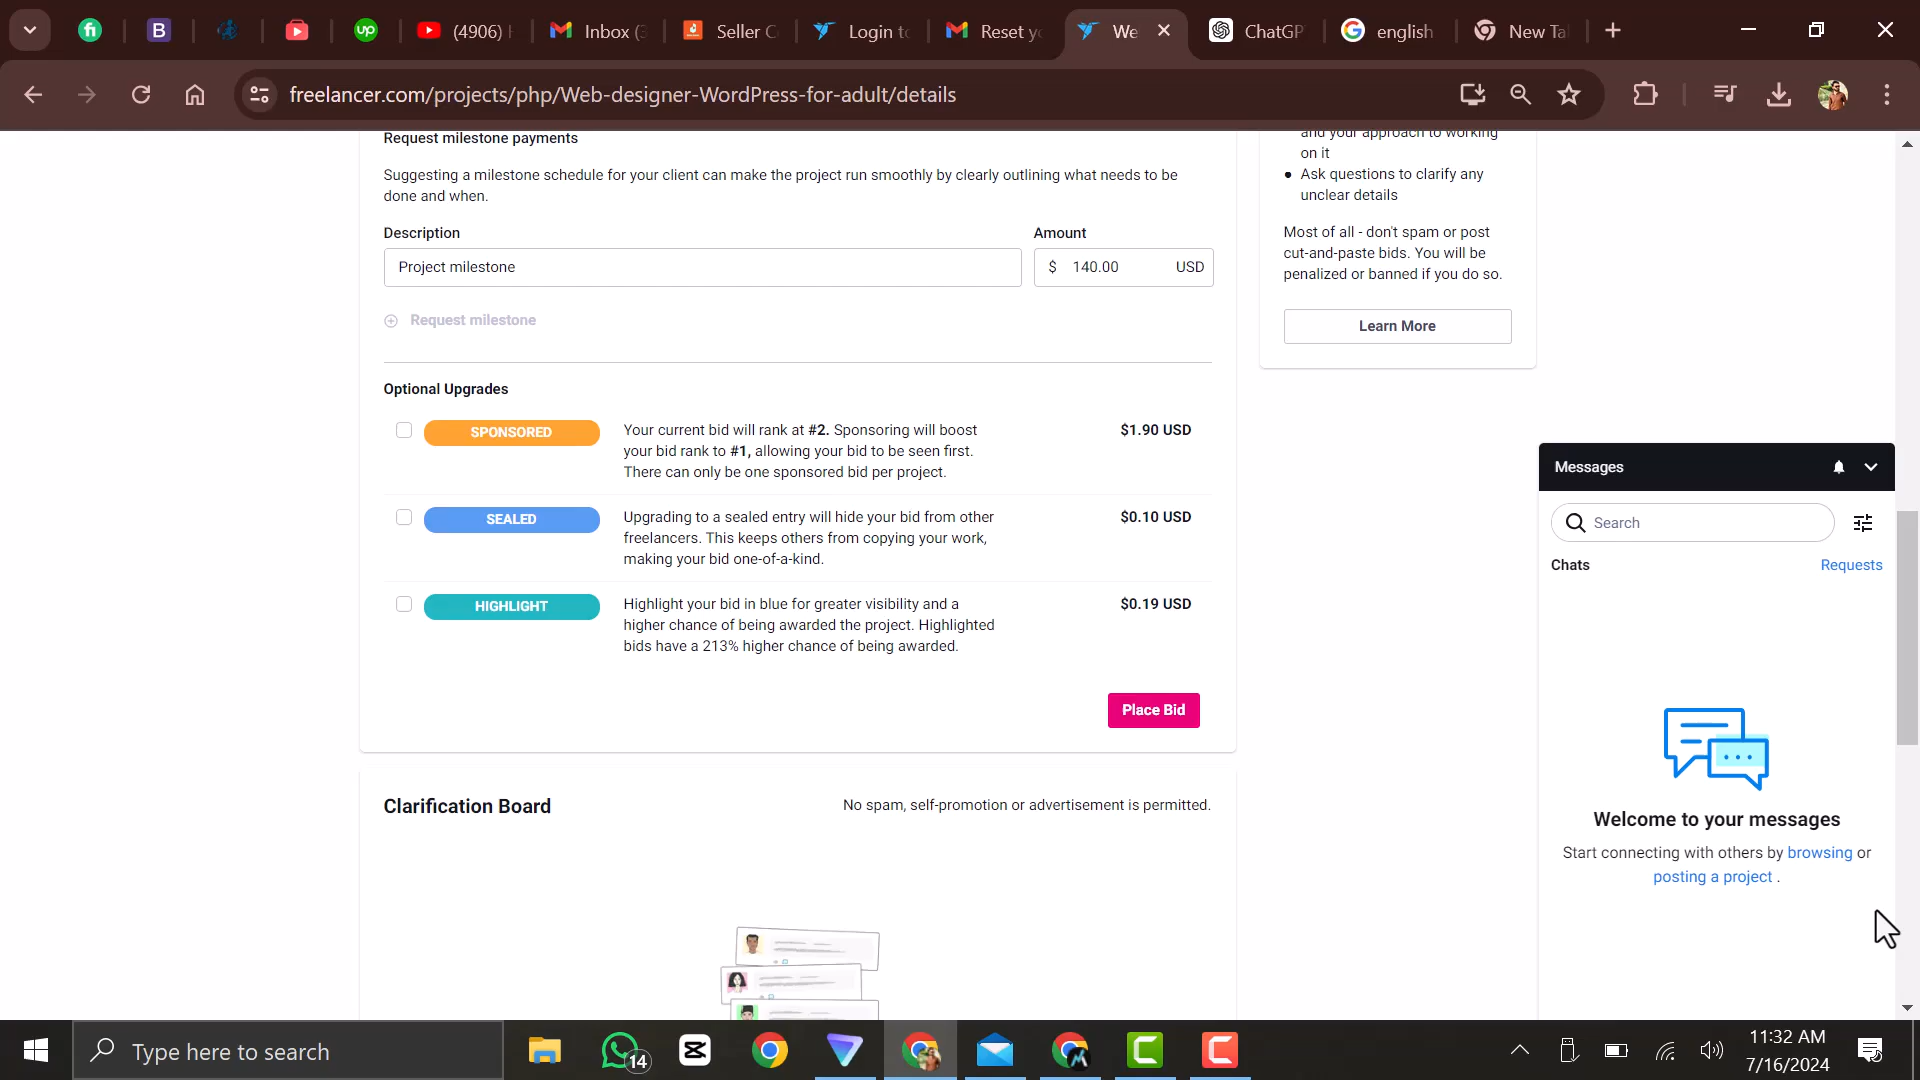 (4906)
Inbox (3
Seller C
Login to
Reset yo
We
ChatGP
english
New Ta
freelancer.com/projects/php/Web-designer-WordPress-for-adult/details
Request milestone payments
Suggesting a milestone schedule for your client can make the project run smoothly by clearly outlining what needs to be
done and when.
Description
Amount
Project milestone
$ 140.00 USD
Request milestone
Optional Upgrades
SPONSORED
Your current bid will rank at #2. Sponsoring will boost
your bid rank to #1, allowing your bid to be seen first.
There can only be one sponsored bid per project.
$1.90 USD
SEALED
Upgrading to a sealed entry will hide your bid from other
freelancers. This keeps others from copying your work,
making your bid one-of-a-kind.
$0.10 USD
HIGHLIGHT
Highlight your bid in blue for greater visibility and a
higher chance of being awarded the project. Highlighted
bids have a 213% higher chance of being awarded.
$0.19 USD
Place Bid
Clarification Board
No spam, self-promotion or advertisement is permitted.
and your approach to working
on it
Ask questions to clarify any
unclear details
Most of all - don't spam or post
cut-and-paste bids. You will be
penalized or banned if you do so.
Learn More
Messages
Search
Chats
Requests
Welcome to your messages
Start connecting with others by browsing or
posting a project .
Type here to search
14
11:32 AM
7/16/2024